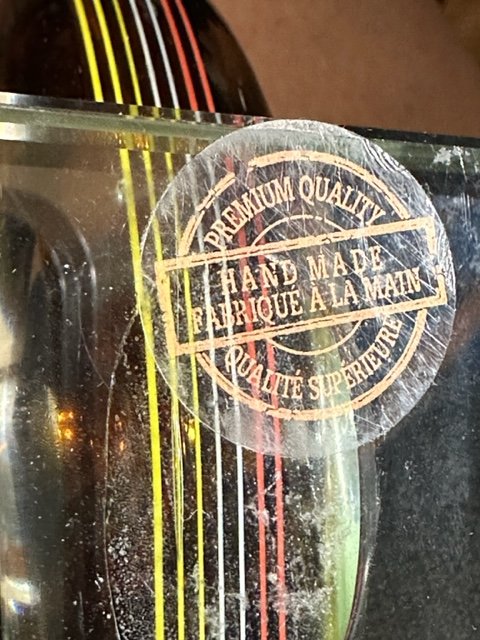 PREMIUM QUALITY
HAND MADE
FABRIQUE À LA MAIN
QUALITÉ SUPÉRIEURE